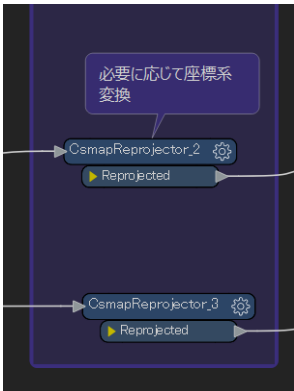 必要に応じて座標系
変換
CsmapReprojector_2
Reprojected
CsmapReprojector_3
Reprojected